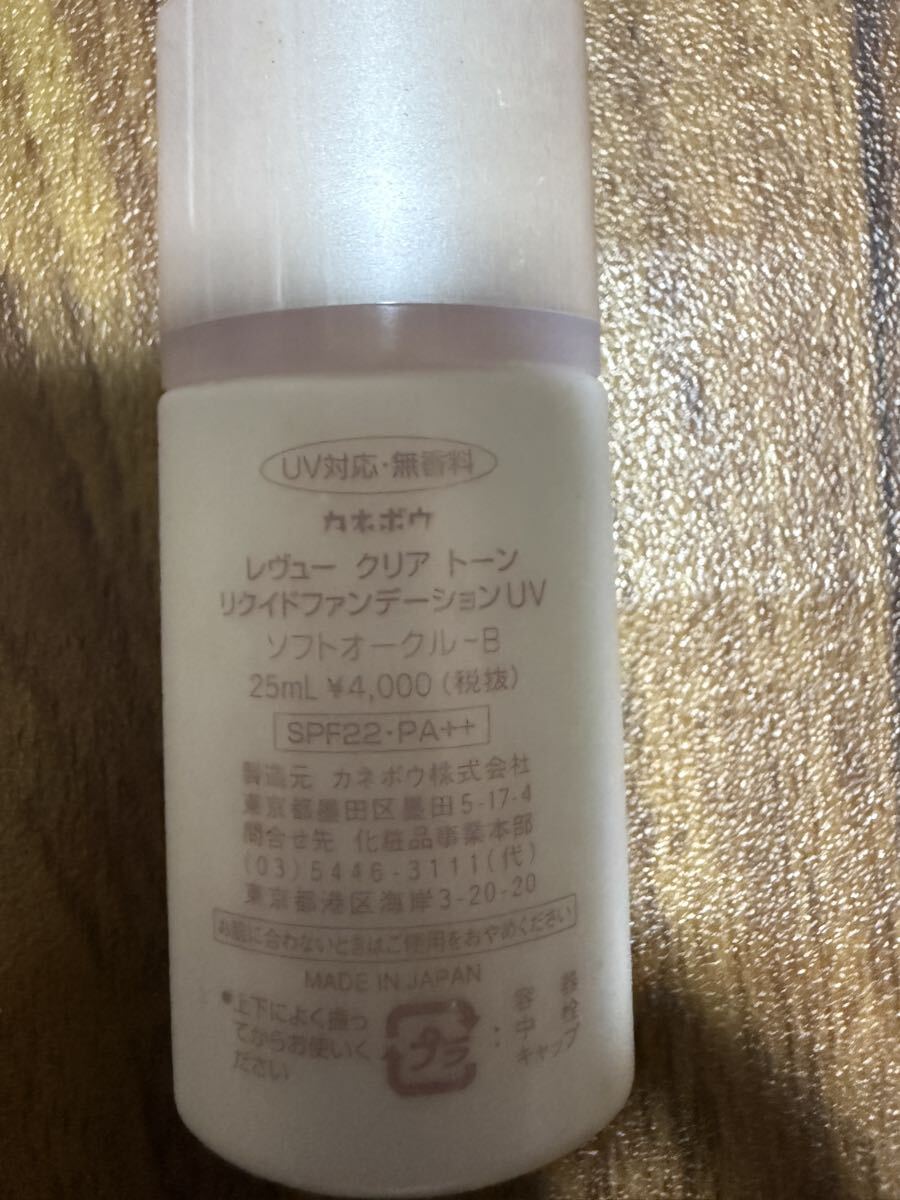 UV対応・無香料
カネボウ
レヴュー クリア トーン
リクイドファンデーションUV
ソフトオークル-B
25mL ¥4,000(税抜)
SPF22・PA++
製造元 カネボウ株式会社
東京都墨田区墨田5-17-4
問合せ先 化粧品事業本部
(03)5446-3111(代)
東京都港区海岸3-20-20
お肌に合わないときはご使用をおやめください
MADE IN JAPAN
●上下によく振っ
てからお使いく
ださい
プラ
: 容器
中栓
キャップ